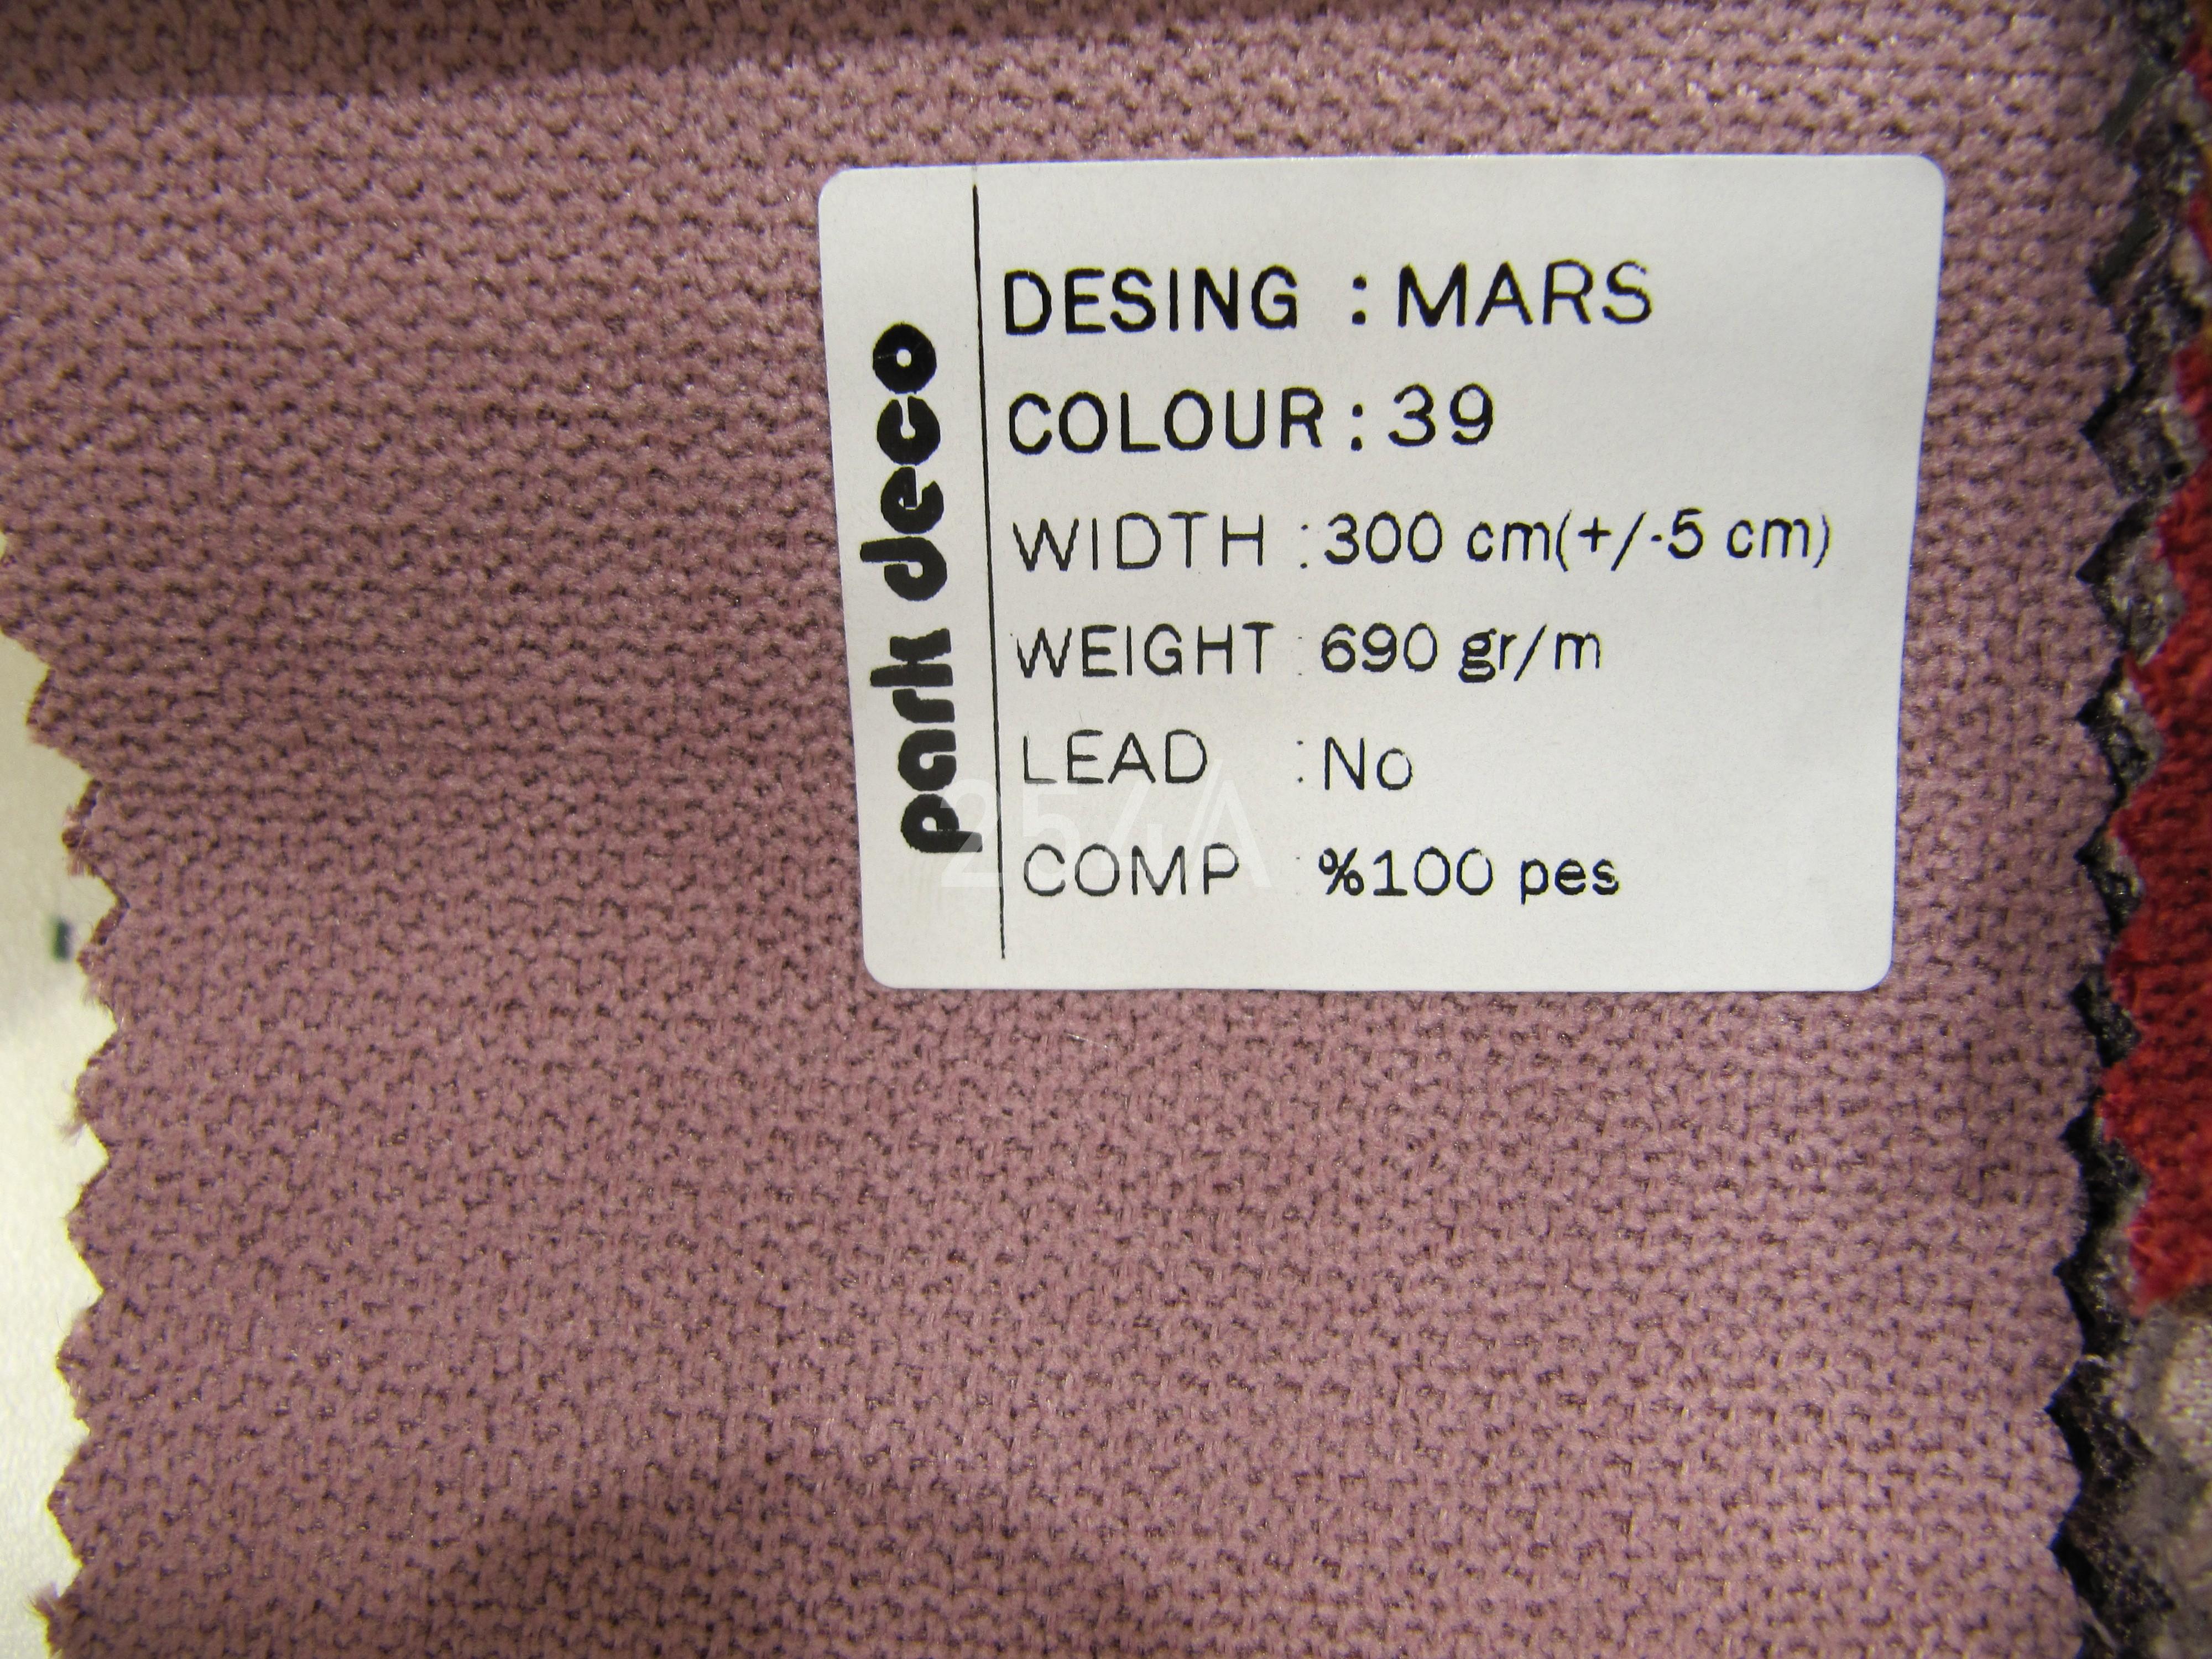 park deco
DESING : MARS
COLOUR : 39
WIDTH : 300 cm(+/-5 cm)
WEIGHT : 690 gr/m
LEAD : No
COMP : %100 pes
254A